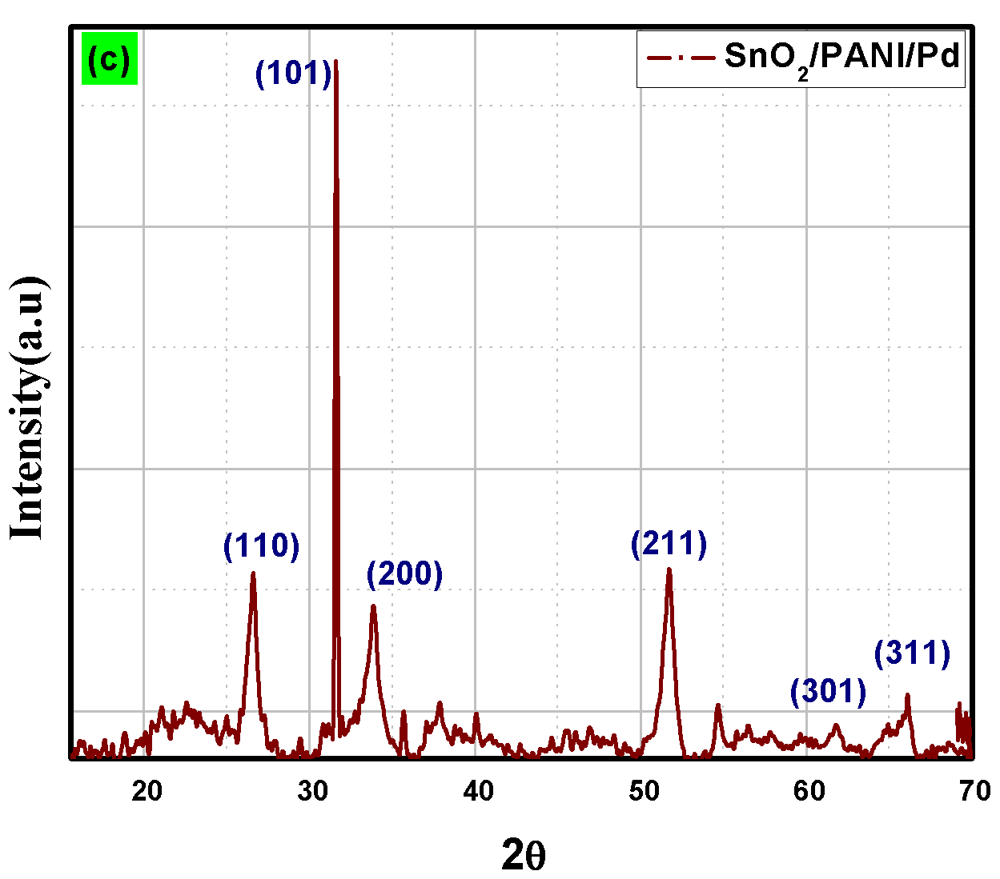 (c)
SnO₂/PANI/Pd
(101)
(110)
(200)
(211)
(301)
(311)
Intensity(a.u)
20 30 40 50 60 70
2θ